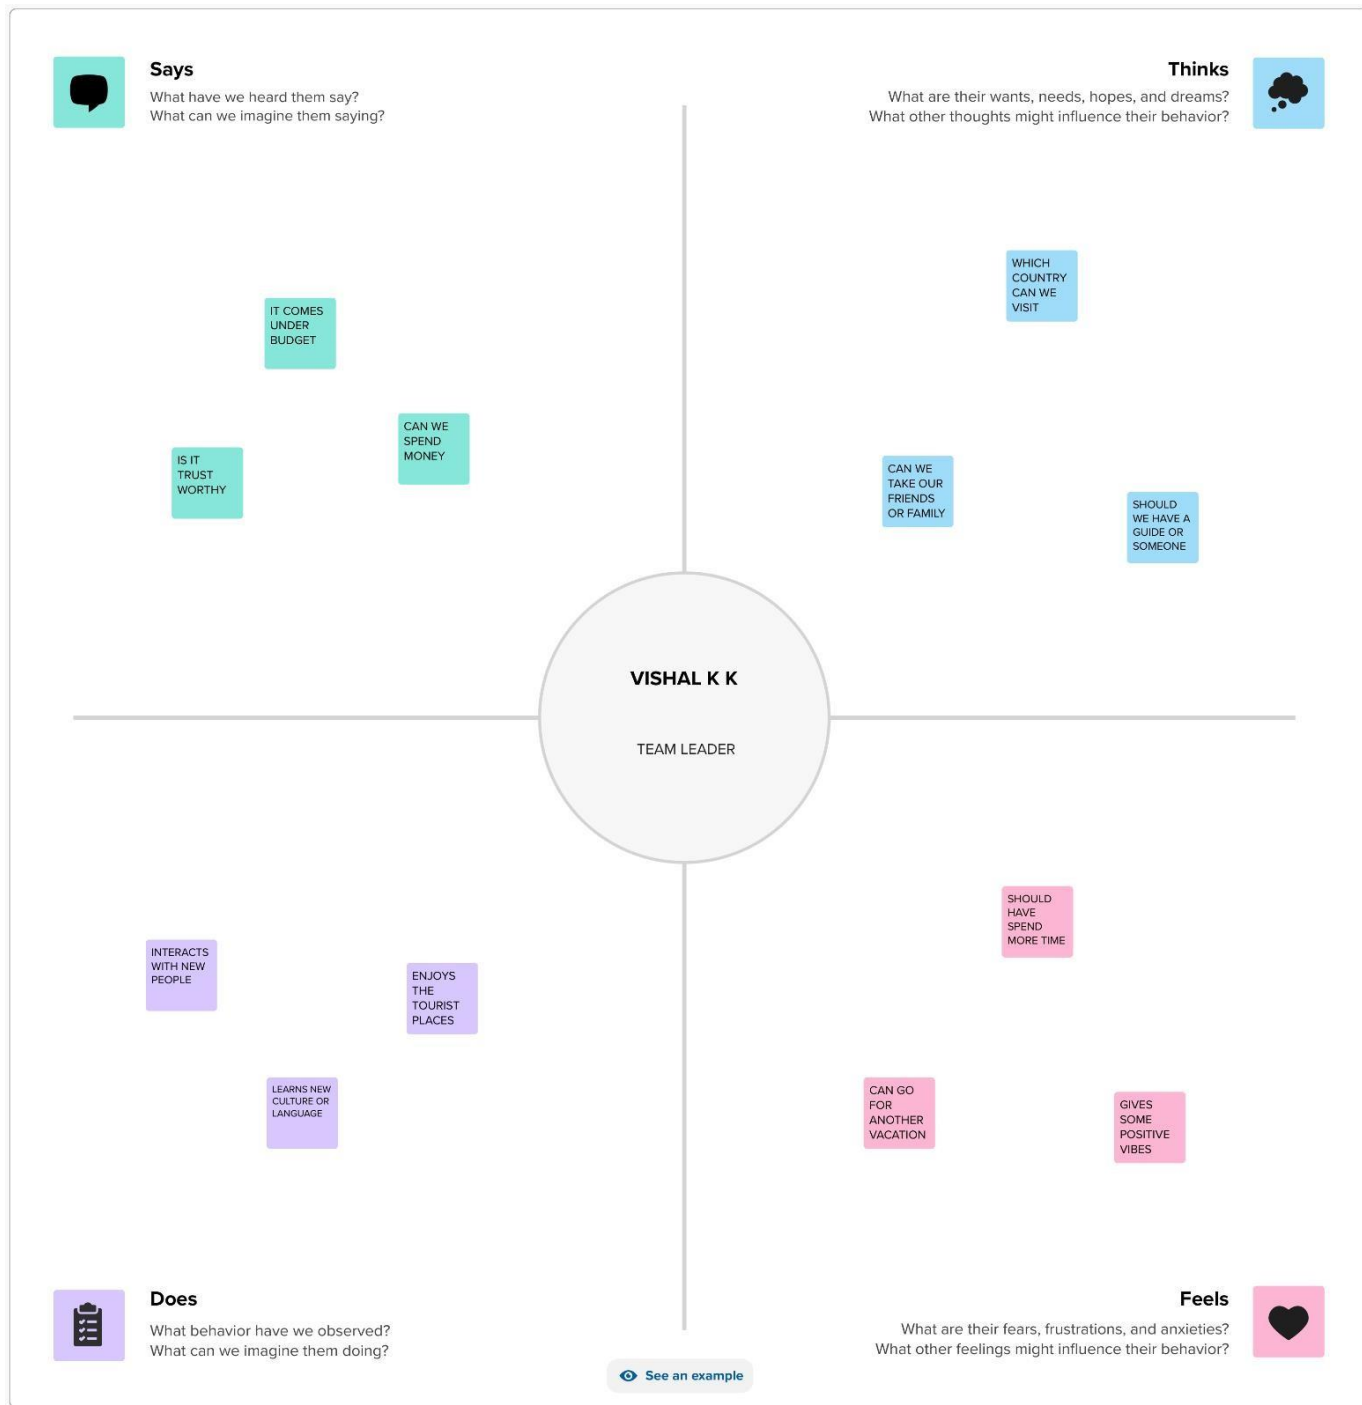 Says
What have we heard them say?
What can we imagine them saying?
Thinks
What are their wants, needs, hopes, and dreams?
What other thoughts might influence their behavior?
IT COMES
UNDER
BUDGET
CAN WE
SPEND
MONEY
IS IT
TRUST
WORTHY
WHICH
COUNTRY
CAN WE
VISIT
CAN WE
TAKE OUR
FRIENDS
OR FAMILY
SHOULD
WE HAVE A
GUIDE OR
SOMEONE
VISHAL K K
TEAM LEADER
INTERACTS
WITH NEW
PEOPLE
ENJOYS
THE
TOURIST
PLACES
LEARNS NEW
CULTURE OR
LANGUAGE
SHOULD
HAVE
SPEND
MORE TIME
CAN GO
FOR
ANOTHER
VACATION
GIVES
SOME
POSITIVE
VIBES
Does
What behavior have we observed?
What can we imagine them doing?
Feels
What are their fears, frustrations, and anxieties?
What other feelings might influence their behavior?
See an example